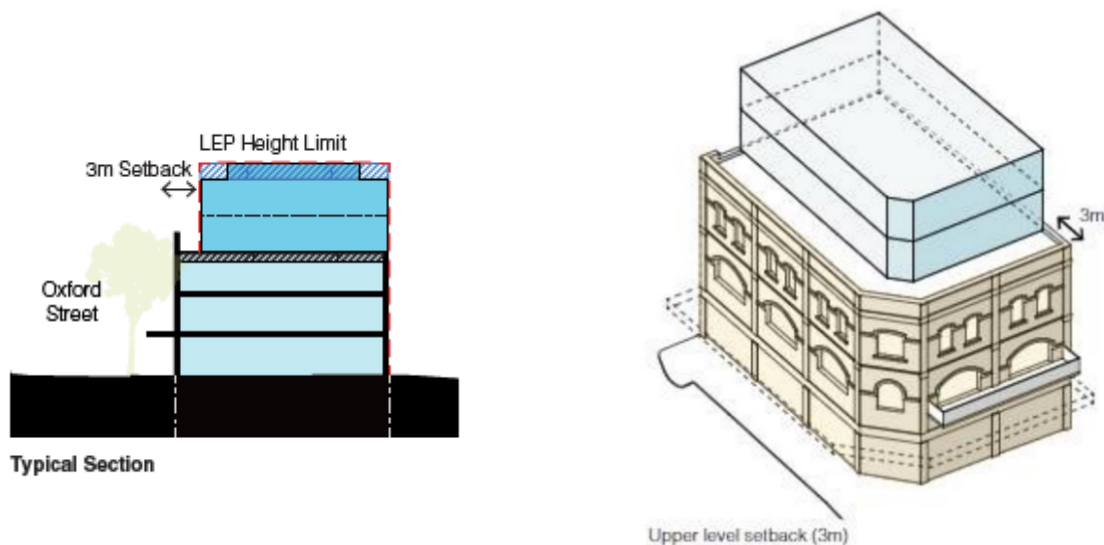 LEP Height Limit
3m Setback
Oxford
Street
Typical Section
3m
Upper level setback (3m)